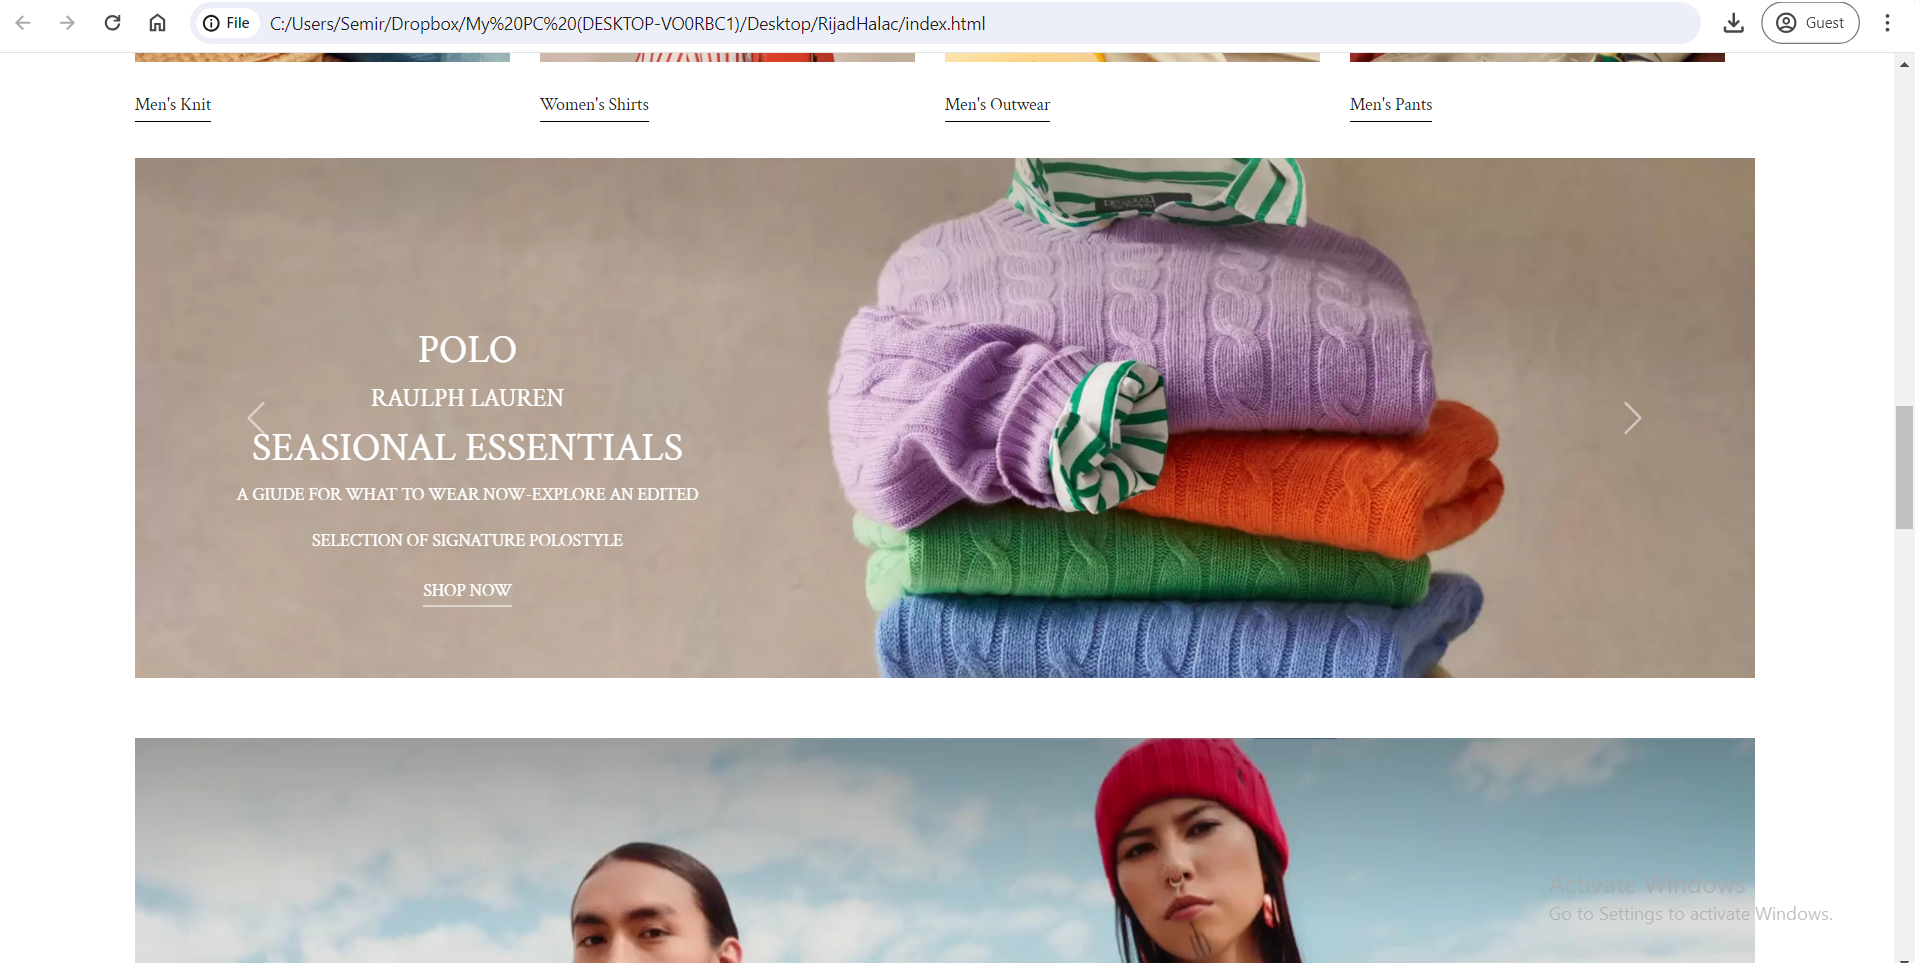 File C:/Users/Semir/Dropbox/My%20PC%20(DESKTOP-VO0RBC1)/Desktop/RijadHalac/index.html Guest
Men's Knit Women's Shirts Men's Outwear Men's Pants
POLO
RAULPH LAUREN
SEASIONAL ESSENTIALS
A GIUDE FOR WHAT TO WEAR NOW-EXPLORE AN EDITED
SELECTION OF SIGNATURE POLOSTYLE
SHOP NOW
Activate Windows
Go to Settings to activate Windows.